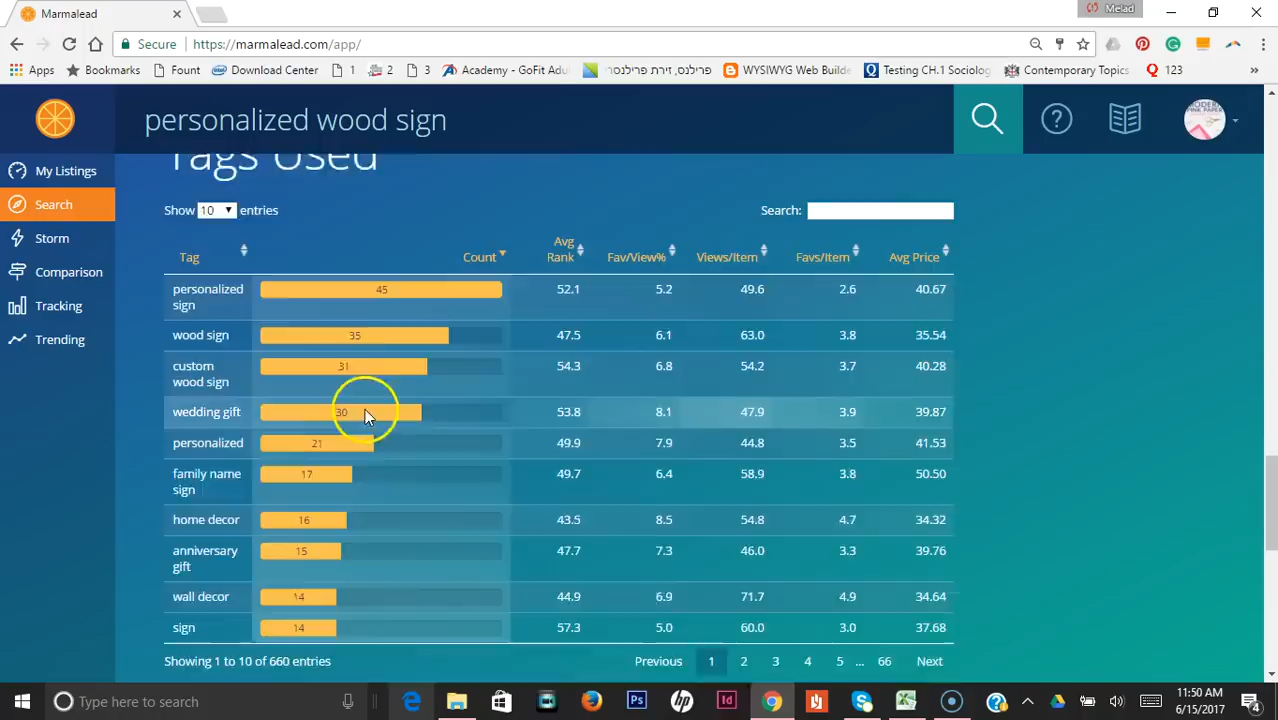 Marmalead
Melad
Secure https://marmalead.com/app/
Apps Bookmarks Fount Download Center 1 2 3 Academy - GoFit Adu פרילנס, זירת פרילנסר WYSIWYG Web Builde Testing CH.1 Sociolog Contemporary Topics 123 »
personalized wood sign
My Listings
Search
Storm
Comparison
Tracking
Trending
Tags Used
Show 10 entries Search:
Tag Count Avg Rank Fav/View% Views/Item Favs/Item Avg Price
personalized sign 45 52.1 5.2 49.6 2.6 40.67
wood sign 35 47.5 6.1 63.0 3.8 35.54
custom wood sign 31 54.3 6.8 54.2 3.7 40.28
wedding gift 30 53.8 8.1 47.9 3.9 39.87
personalized 21 49.9 7.9 44.8 3.5 41.53
family name sign 17 49.7 6.4 58.9 3.8 50.50
home decor 16 43.5 8.5 54.8 4.7 34.32
anniversary gift 15 47.7 7.3 46.0 3.3 39.76
wall decor 14 44.9 6.9 71.7 4.9 34.64
sign 14 57.3 5.0 60.0 3.0 37.68
Showing 1 to 10 of 660 entries Previous 1 2 3 4 5 ... 66 Next
Type here to search
11:50 AM
6/15/2017
4